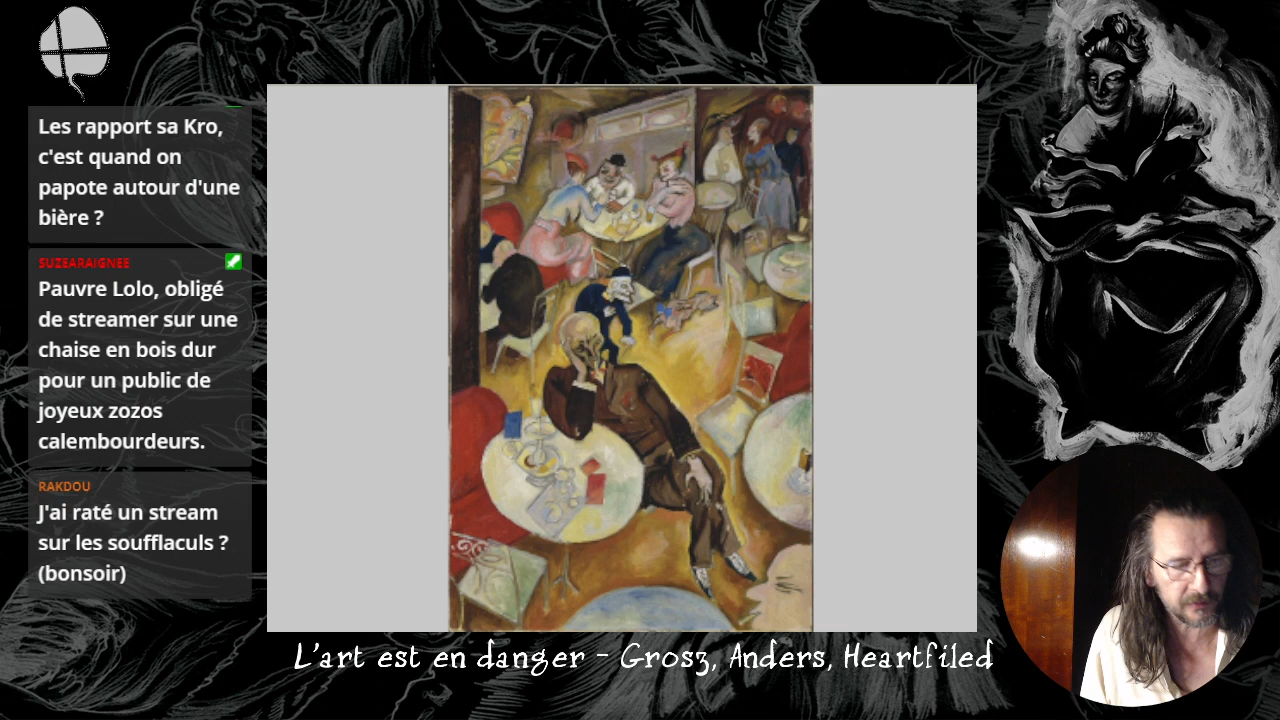 Les rapport sa Kro,
c'est quand on
papote autour d'une
bière ?
SUZEARAIGNEE
Pauvre Lolo, obligé
de streamer sur une
chaise en bois dur
pour un public de
joyeux zozos
calembourdeurs.
RAKDOU
J'ai raté un stream
sur les soufflaculs ?
(bonsoir)
L'art est en danger - Grosz, Anders, Heartfiled